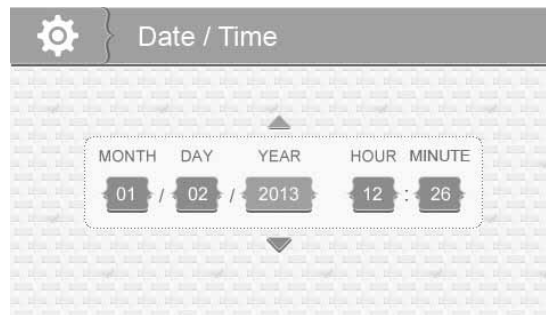 Date / Time
MONTH DAY YEAR HOUR MINUTE
01 / 02 / 2013 12 : 26